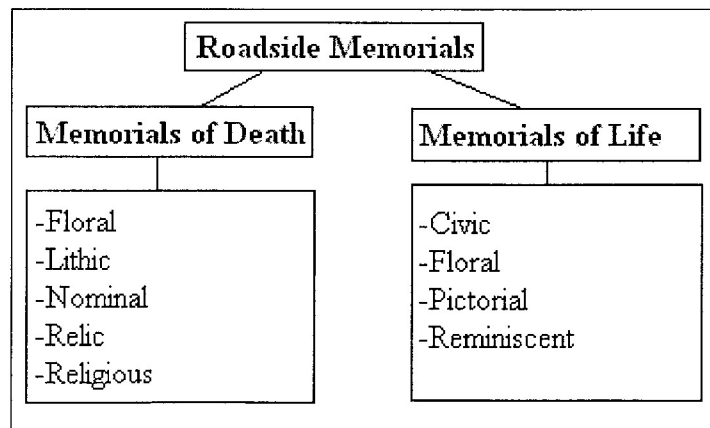 Roadside Memorials
Memorials of Death
-Floral
-Lithic
-Nominal
-Relic
-Religious
Memorials of Life
-Civic
-Floral
-Pictorial
-Reminiscent